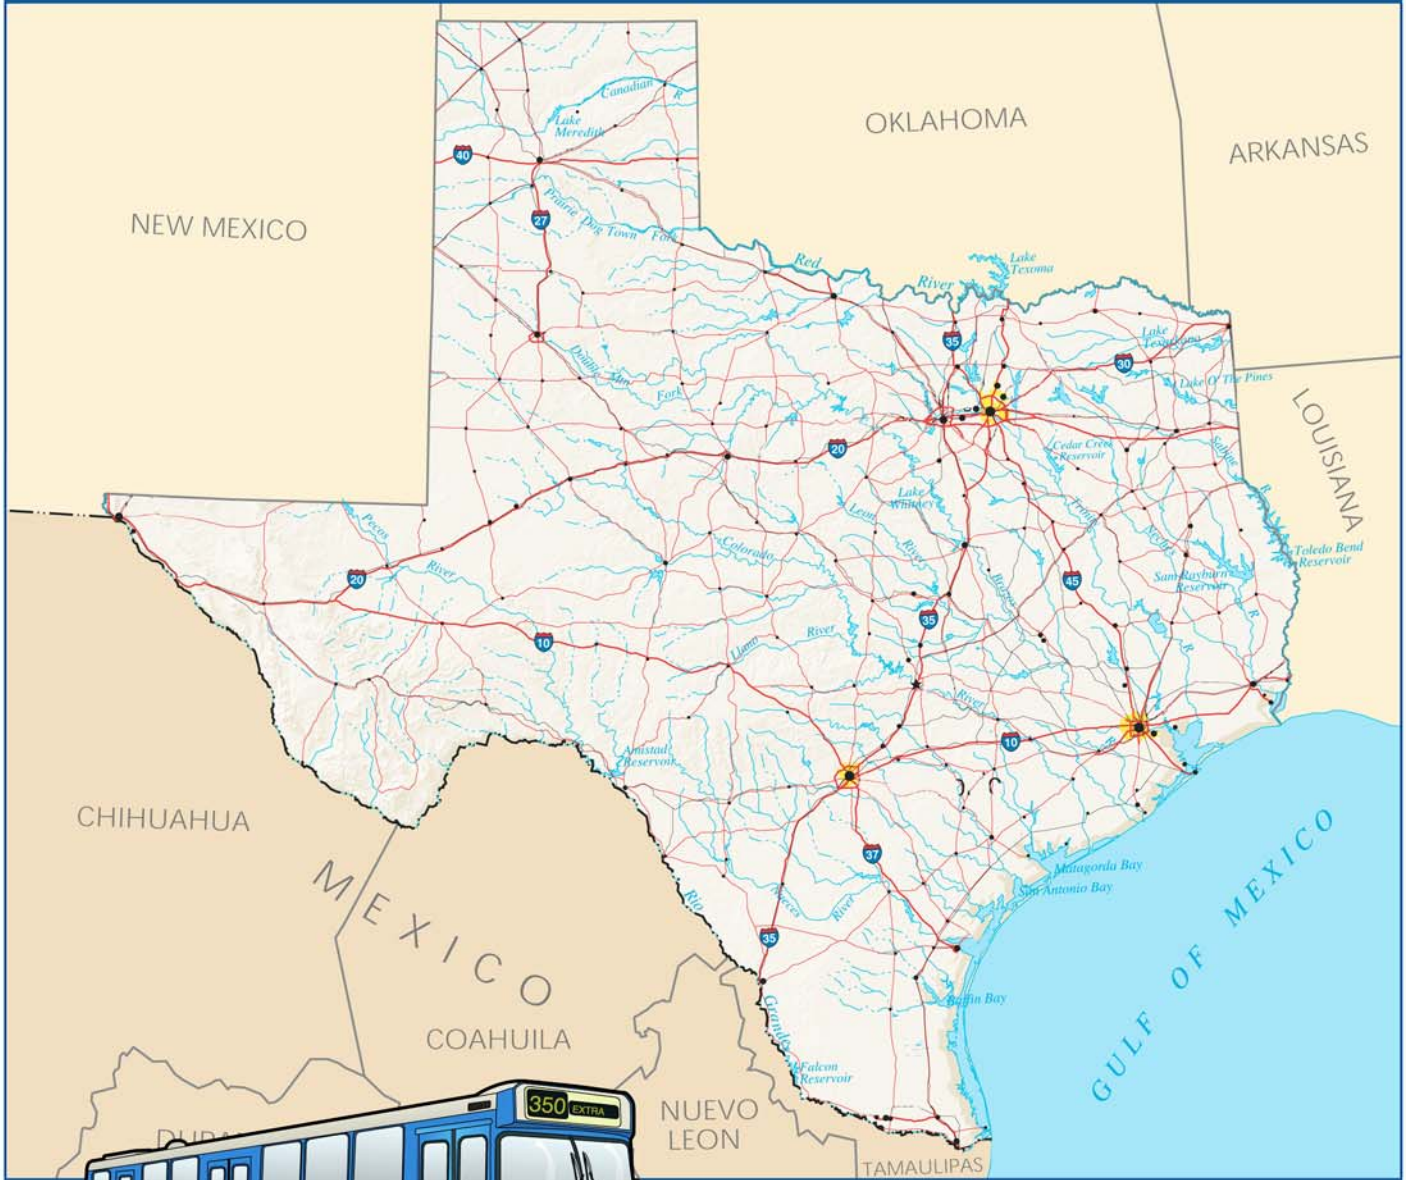 OKLAHOMA
ARKANSAS
NEW MEXICO
LOUISIANA
CHIHUAHUA
MEXICO
COAHUILA
NUEVO
LEON
TAMAULIPAS
GULF OF MEXICO
Canadian
R
Lake
Meredith
40
27
Prairie Dog Town Fork
Red
River
Lake
Texoma
35
30
Lake
Lake O' The Pines
Double Mtn
Fork
20
Cedar Creek
Reservoir
Sabine
R
Lake
Whitney
Leon
River
Pecos
River
Colorado
Trinity
Neches
R
Toledo Bend
Reservoir
Sam Rayburn
Reservoir
R
20
45
Brazos
35
10
Llano
River
River
R
10
Amistad
Reservoir
37
Matagorda Bay
San Antonio Bay
Nueces
River
Rio
35
Baffin Bay
Grande
Falcon
Reservoir
350 EXTRA